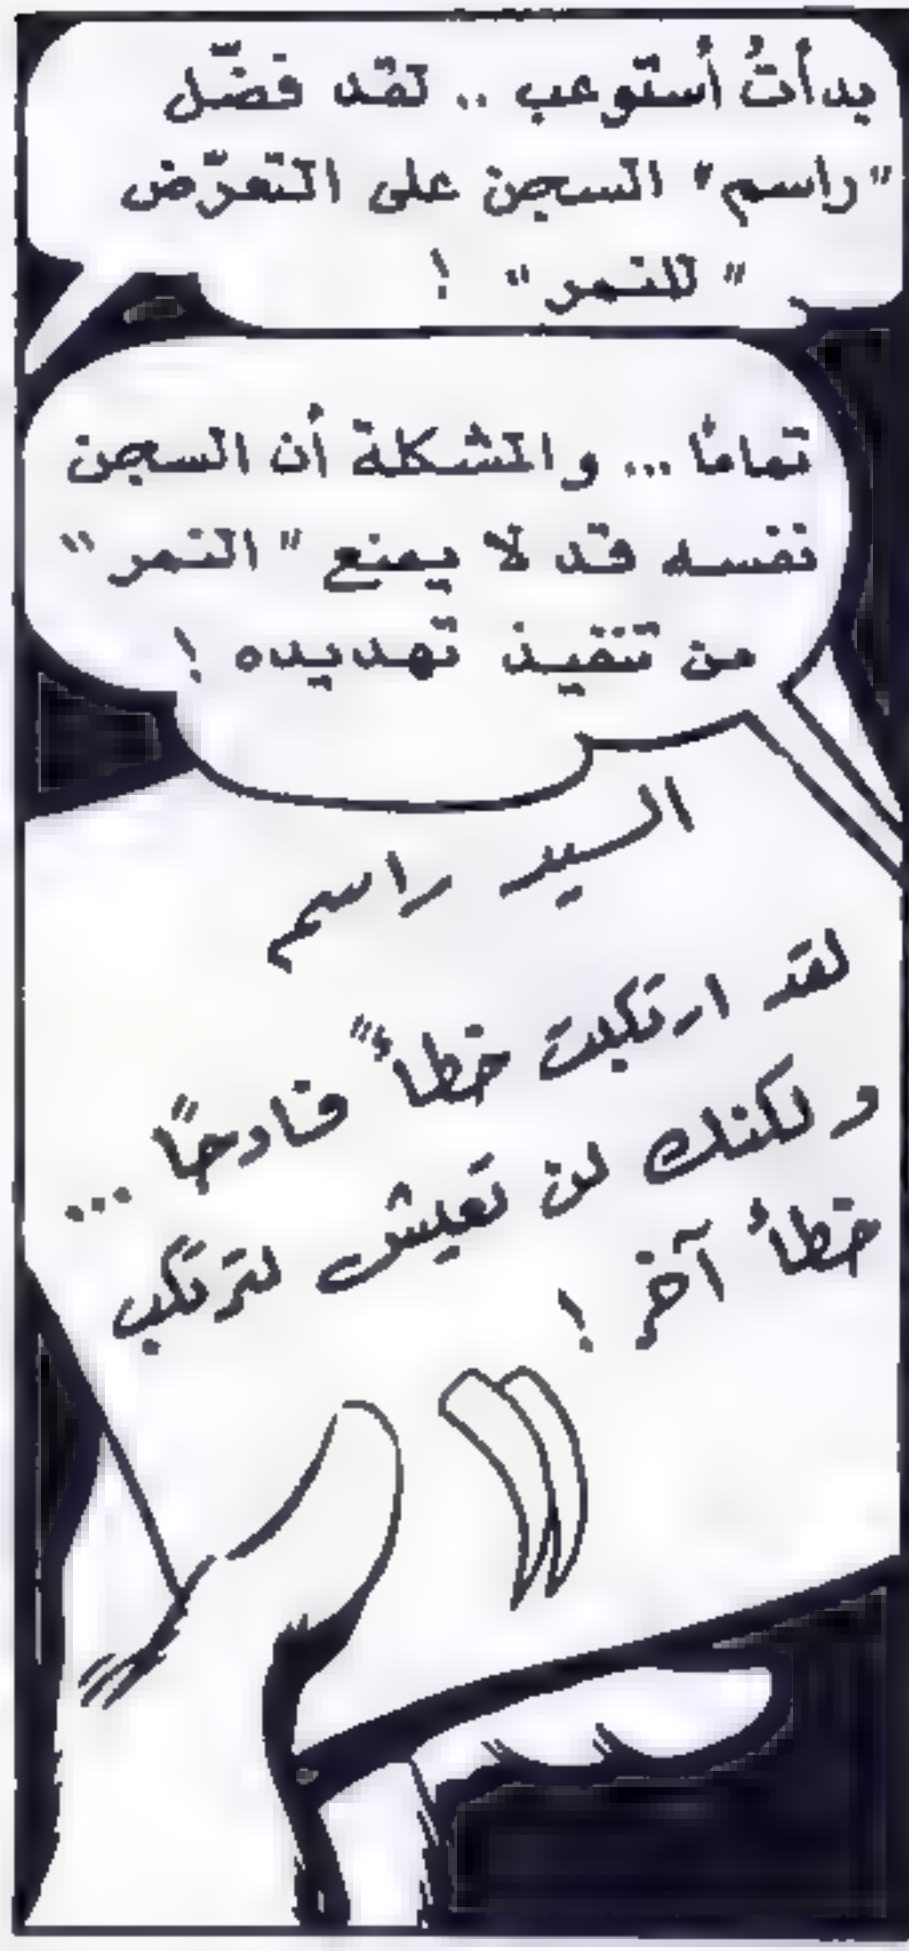 بدأتُ أستوعب .. لقد فضّل
"راسم" السجن على التعرّض
"للنمر" !
تمامًا ... والمشكلة أن السجن
نفسه قد لا يمنع "النمر"
من تنفيذ تهديده !
السيد راسم
لقد ارتكبت خطأً فادحًا ...
ولكنك لن تعيش لترتكب
خطأ آخر !